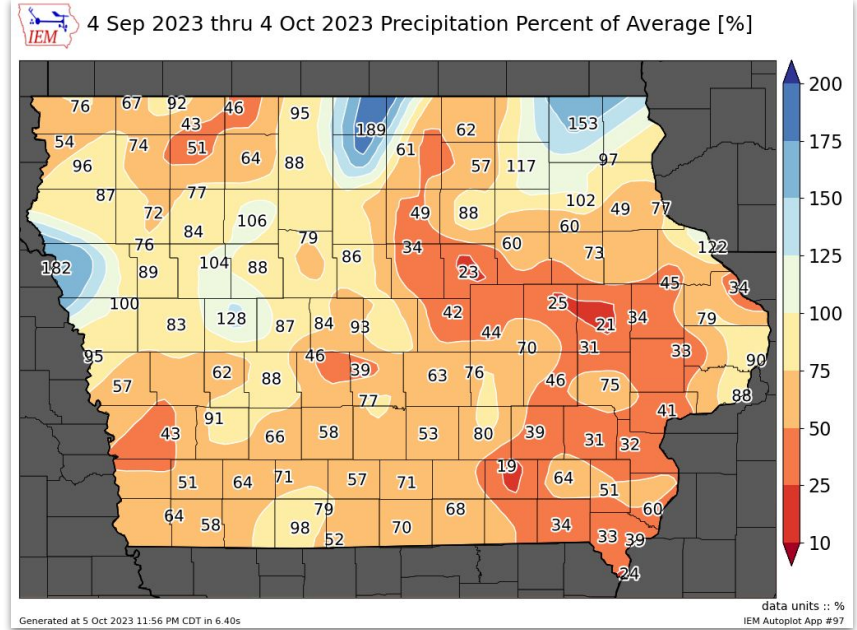 IEM
4 Sep 2023 thru 4 Oct 2023 Precipitation Percent of Average [%]
76 67 92 46 95 189 62 153
43
54 74 51 64 88 61 57 117 97
96
87 77 102
72 106 49 88 49 77
84 60
76 79 34 60 73 122
182 89 104 88 86 23
45 34
100 128 42 25 21 34 79
83 87 84 93 44
95 46 70 31 33 90
57 62 88 39 63 76 46 75 88
77 41
43 91 66 58 53 80 39 31 32
19
51 64 71 57 71 64 51
64 58 98 79 70 68 34 60
52 33 39
24
200
175
150
125
100
75
50
25
10
data units :: %
Generated at 5 Oct 2023 11:56 PM CDT in 6.40s
IEM Autoplot App #97